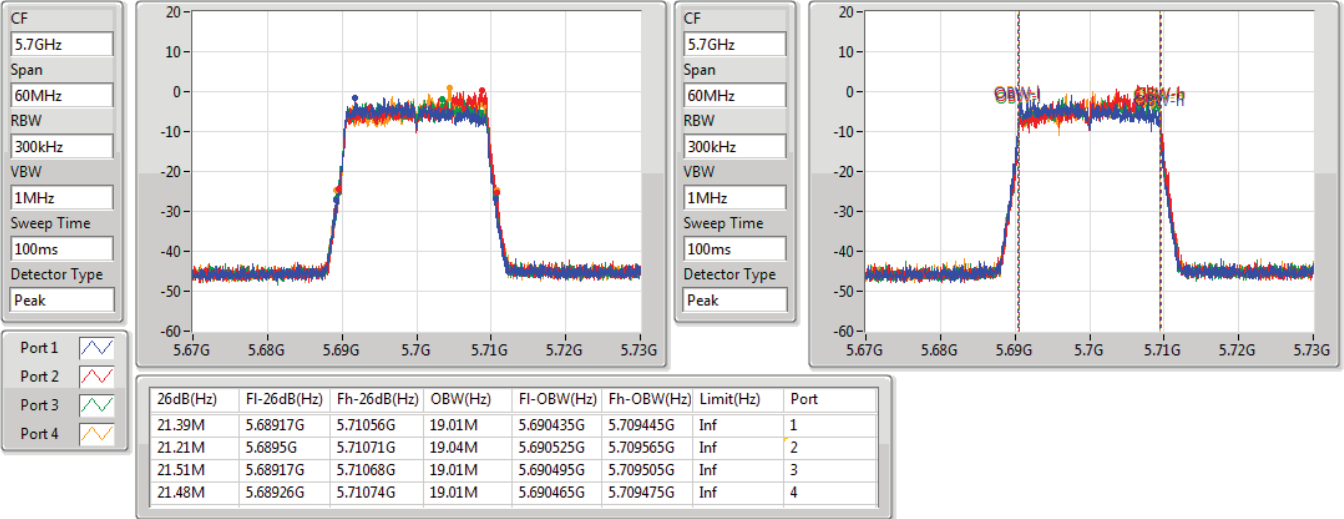 CF
5.7GHz
Span
60MHz
RBW
300kHz
VBW
1MHz
Sweep Time
100ms
Detector Type
Peak
20
10
0
-10
-20
-30
-40
-50
-60
5.67G 5.68G 5.69G 5.7G 5.71G 5.72G 5.73G
CF
5.7GHz
Span
60MHz
RBW
300kHz
VBW
1MHz
Sweep Time
100ms
Detector Type
Peak
20
10
0
-10
-20
-30
-40
-50
-60
OBW-l OBW-h
5.67G 5.68G 5.69G 5.7G 5.71G 5.72G 5.73G
Port 1
Port 2
Port 3
Port 4
26dB(Hz) Fl-26dB(Hz) Fh-26dB(Hz) OBW(Hz) Fl-OBW(Hz) Fh-OBW(Hz) Limit(Hz) Port
21.39M 5.68917G 5.71056G 19.01M 5.690435G 5.709445G Inf 1
21.21M 5.6895G 5.71071G 19.04M 5.690525G 5.709565G Inf 2
21.51M 5.68917G 5.71068G 19.01M 5.690495G 5.709505G Inf 3
21.48M 5.68926G 5.71074G 19.01M 5.690465G 5.709475G Inf 4